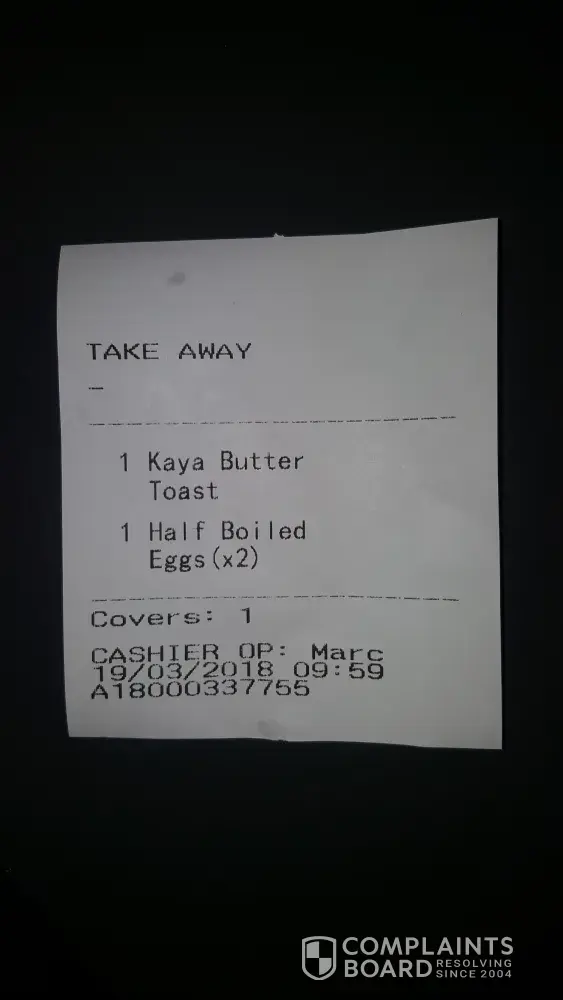 TAKE AWAY
–
1 Kaya Butter
Toast
1 Half Boiled
Eggs(x2)
Covers: 1
CASHIER OP: Marc
19/03/2018 09:59
A18000337755
COMPLAINTS
BOARD RESOLVING
SINCE 2004